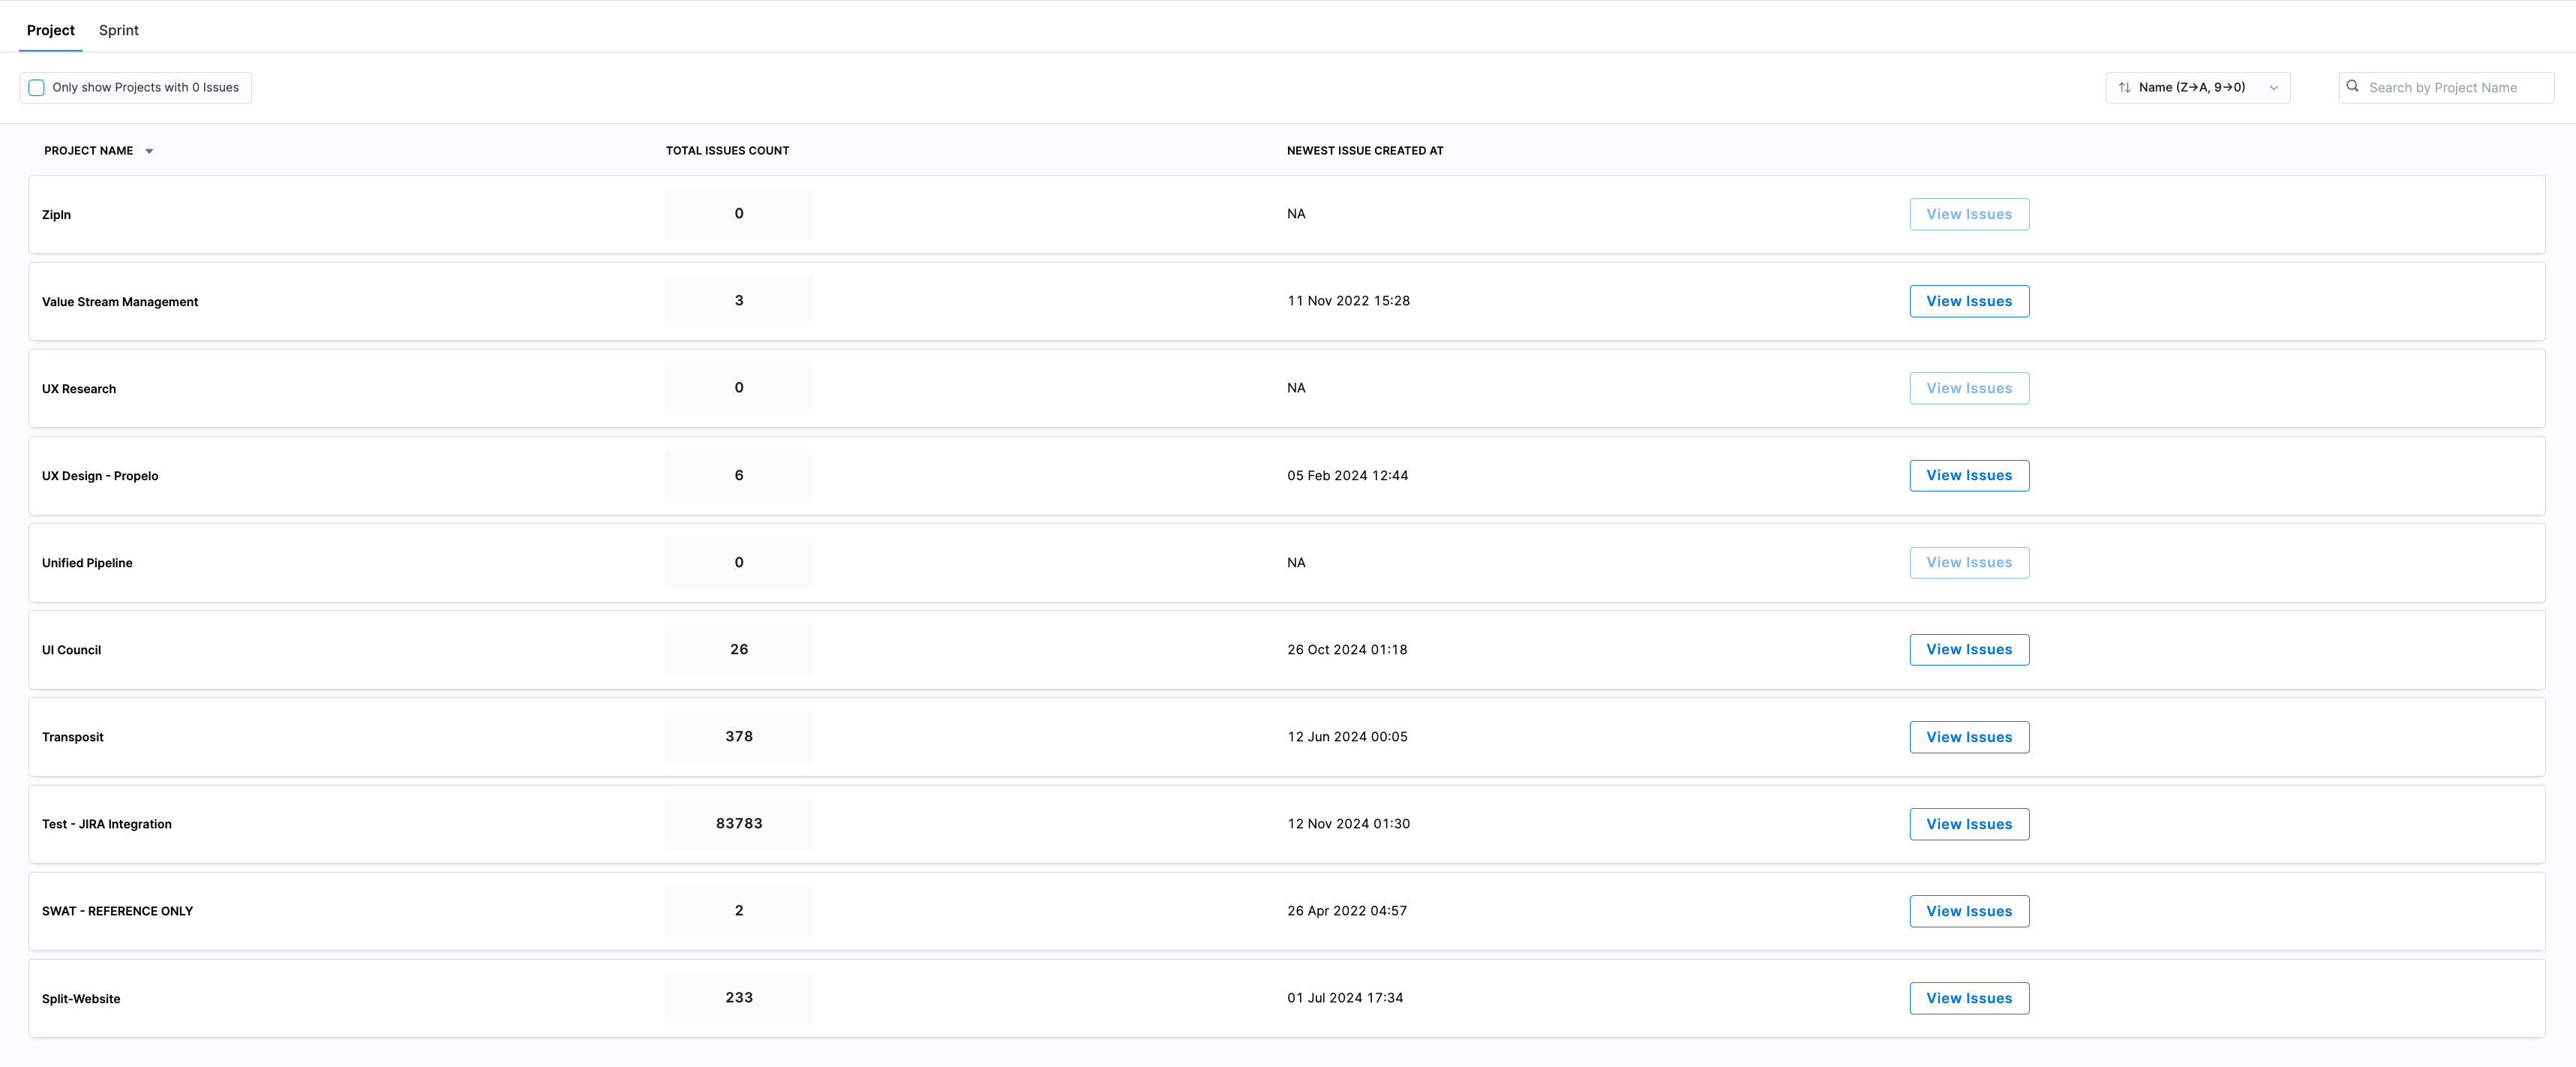 Project Sprint
Only show Projects with 0 Issues Name (Z→A, 9→0) Search by Project Name
PROJECT NAME TOTAL ISSUES COUNT NEWEST ISSUE CREATED AT
ZipIn 0 NA View Issues
Value Stream Management 3 11 Nov 2022 15:28 View Issues
UX Research 0 NA View Issues
UX Design - Propelo 6 05 Feb 2024 12:44 View Issues
Unified Pipeline 0 NA View Issues
UI Council 26 26 Oct 2024 01:18 View Issues
Transposit 378 12 Jun 2024 00:05 View Issues
Test - JIRA Integration 83783 12 Nov 2024 01:30 View Issues
SWAT - REFERENCE ONLY 2 26 Apr 2022 04:57 View Issues
Split-Website 233 01 Jul 2024 17:34 View Issues